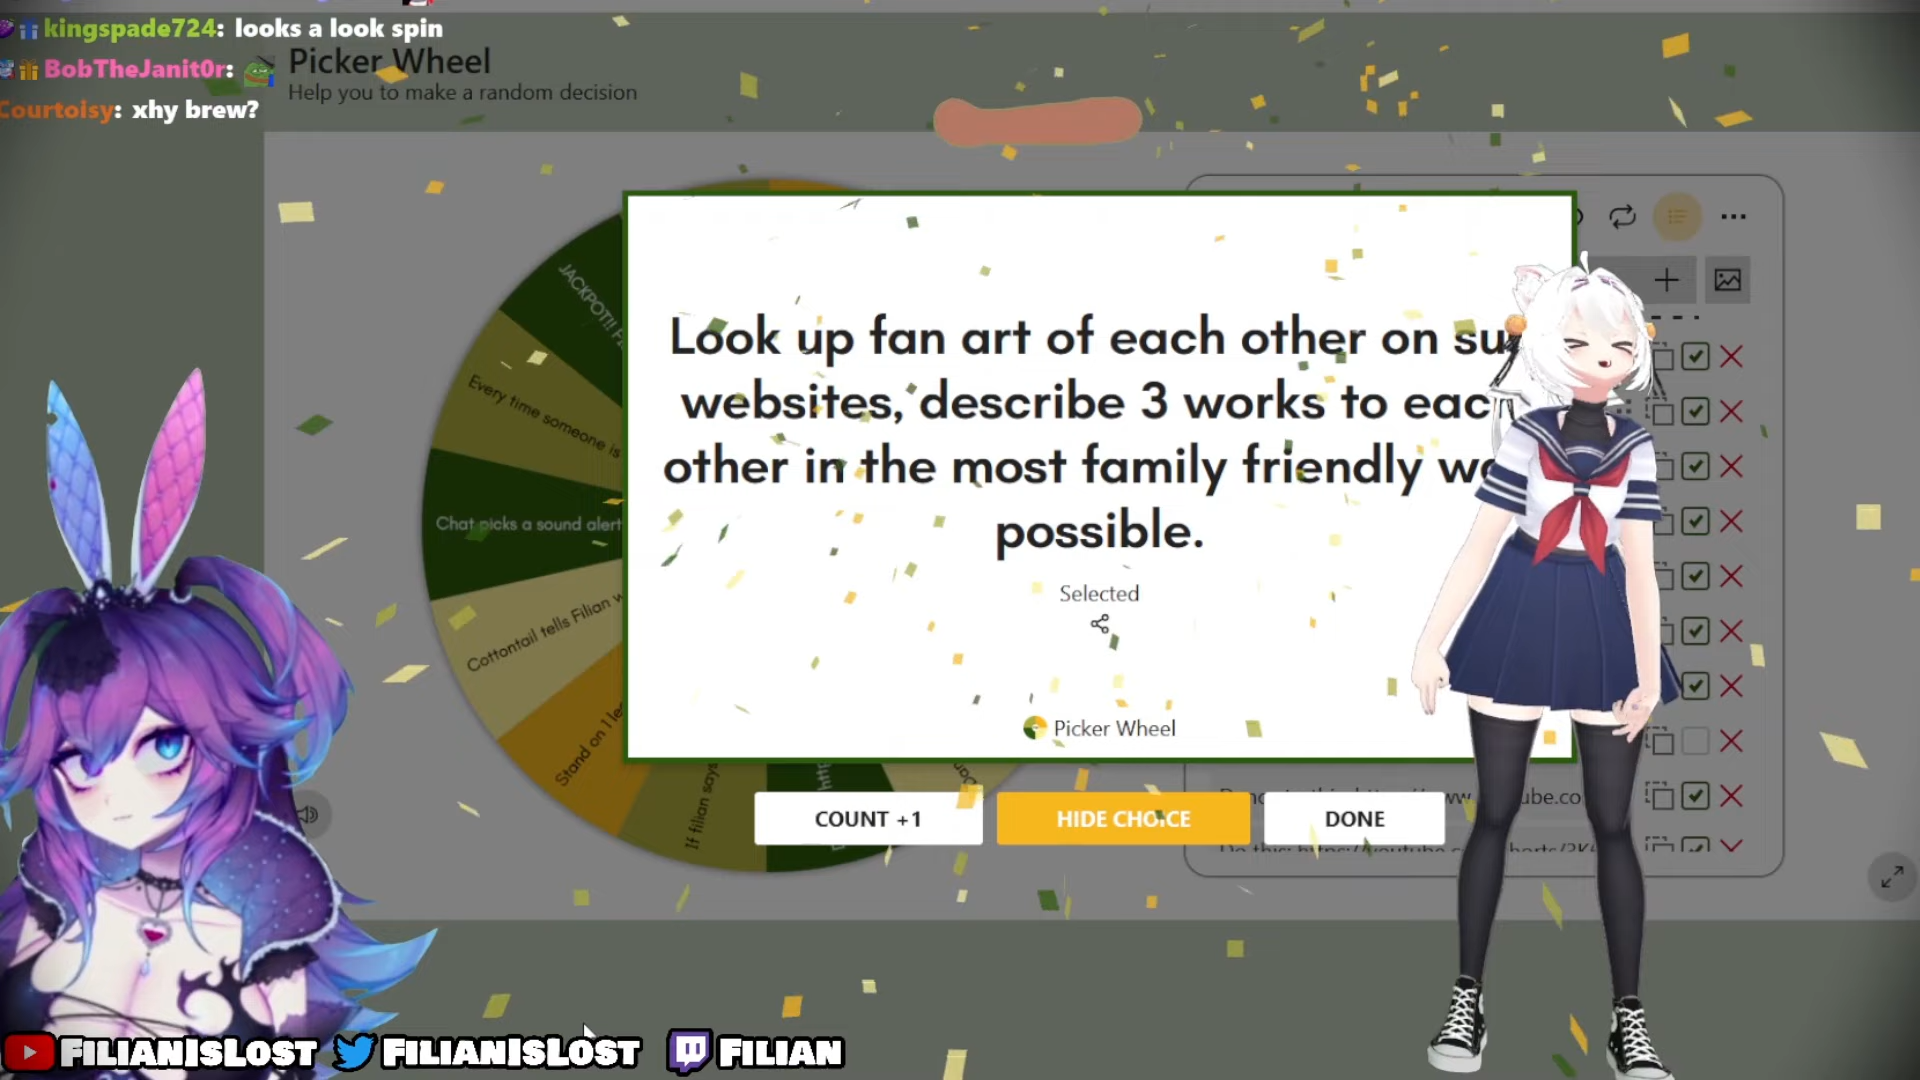 kingspade724: looks a look spin
BobTheJanit0r:
Courtoisy: xhy brew?
Picker Wheel
Help you to make a random decision
JACKPOT!!
Every time someone is
Chat picks a sound alert
Cottontail tells Filian
Stand on 1
If filian says
Look up fan art of each other on
websites, describe 3 works to
other in the most family friendly
possible.
Selected
Picker Wheel
COUNT +1
HIDE CHOICE
DONE
FILIANISLOST
FILIANISLOST
FILIAN